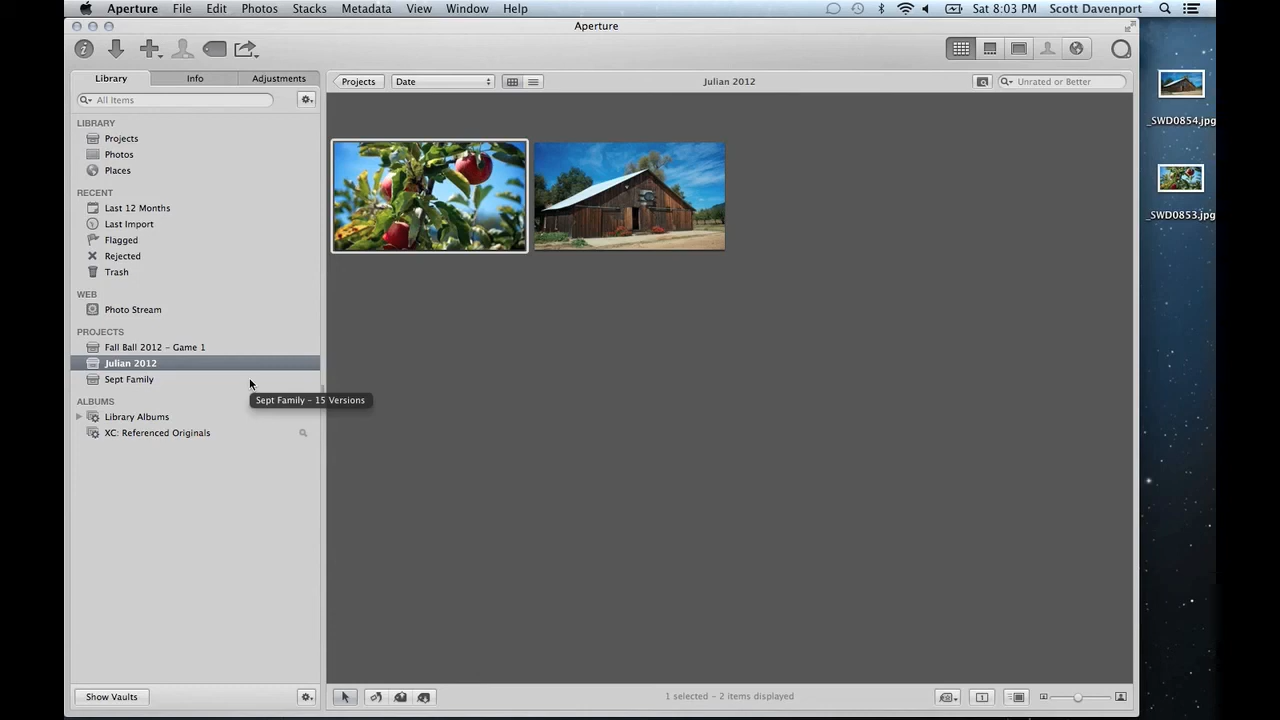 Aperture File Edit Photos Stacks Metadata View Window Help Sat 8:03 PM Scott Davenport
Aperture
Library Info Adjustments
Projects Date Julian 2012 Unrated or Better
All Items
LIBRARY
Projects
Photos
Places
RECENT
Last 12 Months
Last Import
Flagged
Rejected
Trash
WEB
Photo Stream
PROJECTS
Fall Ball 2012 – Game 1
Julian 2012
Sept Family
Sept Family – 15 Versions
ALBUMS
Library Albums
XC: Referenced Originals
_SWD0854.jpg
_SWD0853.jpg
Show Vaults
1 selected – 2 items displayed